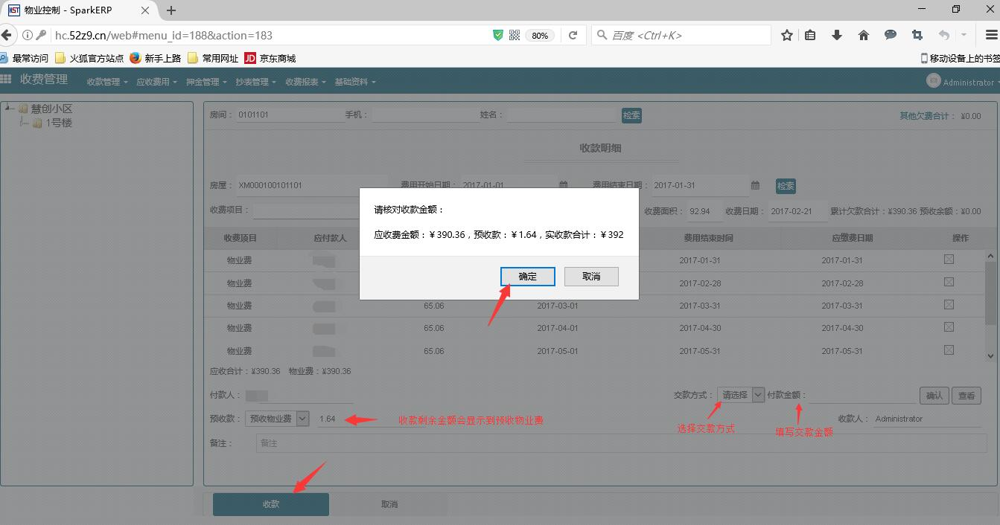 物业控制 - SparkERP
hc.52z9.cn/web#menu_id=188&action=183
80%
百度 <Ctrl+K>
最常访问 火狐官方站点 新手上路 常用网址 JD 京东商城 移动设备上的书签
收费管理 收款管理 应收费用 押金管理 抄表管理 收费报表 基础资料 Administrator
慧创小区
1号楼
房间： 0101101 手机： 姓名： 检索 其他欠费合计： ¥0.00
收款明细
房屋： XM000100101101 费用开始日期： 2017-01-01 费用结束日期： 2017-01-31 检索
收费项目： 收费面积： 92.94 收费日期： 2017-02-21 累计欠款合计：¥390.36 预收余额：¥0.00
收费项目 应付款人 费用结束时间 应缴费日期 操作
物业费 2017-01-31 2017-01-31
物业费 2017-02-28 2017-02-28
物业费 65.06 2017-03-01 2017-03-31 2017-03-31
物业费 65.06 2017-04-01 2017-04-30 2017-04-30
物业费 65.06 2017-05-01 2017-05-31 2017-05-31
请核对收款金额：
应收费金额：￥390.36，预收款：￥1.64，实收款合计：￥392
确定 取消
应收合计：¥390.36 物业费：¥390.36
付款人： 交款方式： 请选择 付款金额： 确认 查看
预收款： 预收物业费 1.64 收款剩余金额会显示到预收物业费 选择交款方式 填写交款金额 收款人： Administrator
备注： 备注
收款 取消